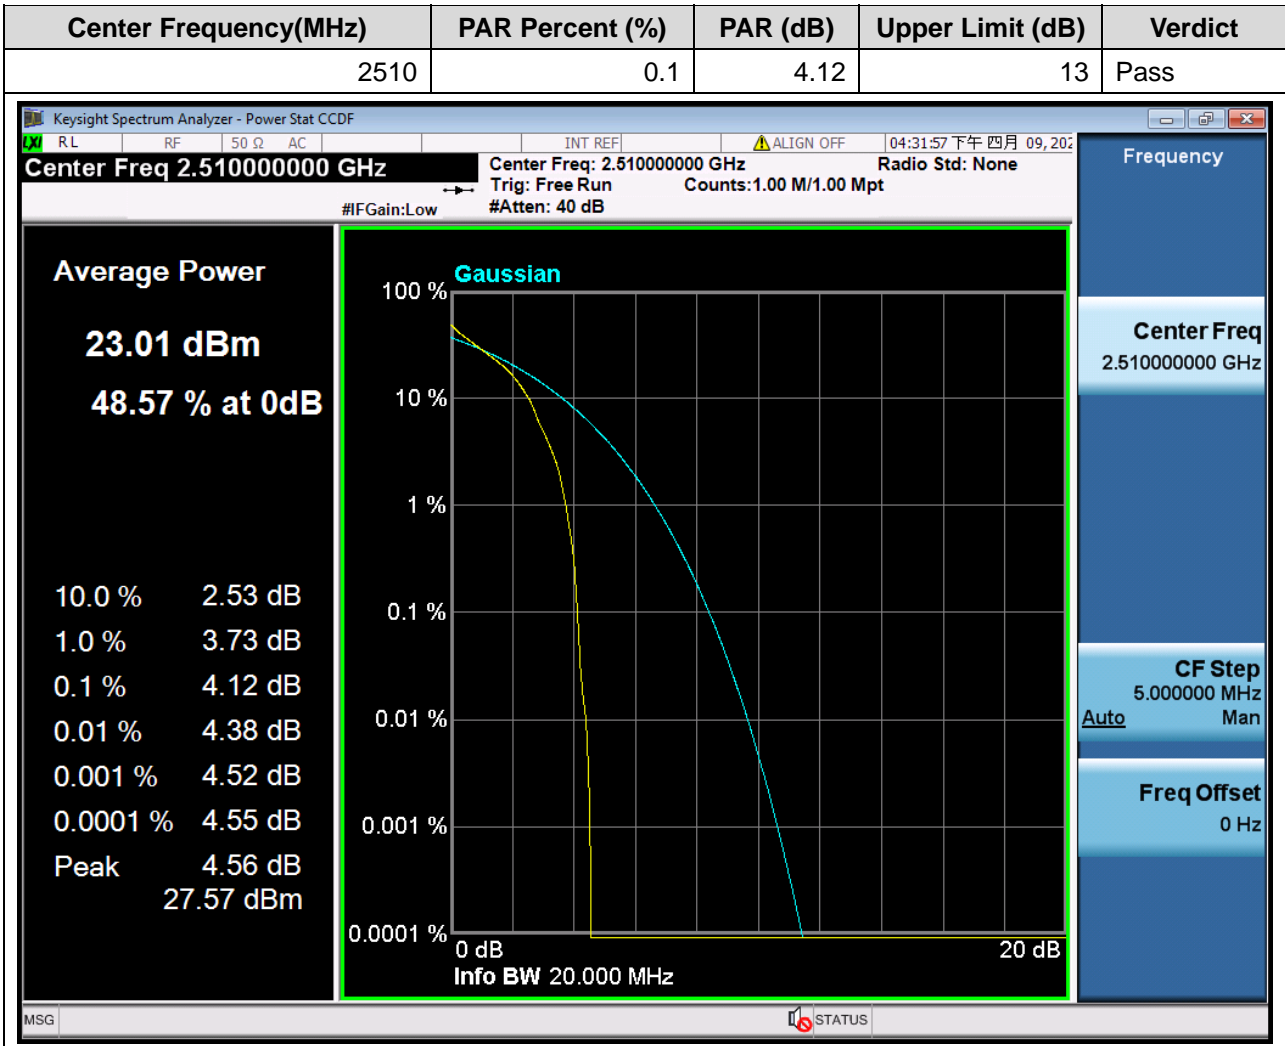 Center Frequency(MHz) PAR Percent (%) PAR (dB) Upper Limit (dB) Verdict
2510 0.1 4.12 13 Pass
Keysight Spectrum Analyzer - Power Stat CCDF
LXI RL RF 50 Ω AC INT REF ALIGN OFF 04:31:57 下午 四月 09, 202
Center Freq 2.510000000 GHz
Center Freq: 2.510000000 GHz Radio Std: None
Trig: Free Run Counts:1.00 M/1.00 Mpt
#IFGain:Low #Atten: 40 dB
Average Power
23.01 dBm
48.57 % at 0dB
10.0 % 2.53 dB
1.0 % 3.73 dB
0.1 % 4.12 dB
0.01 % 4.38 dB
0.001 % 4.52 dB
0.0001 % 4.55 dB
Peak 4.56 dB
27.57 dBm
Gaussian
100 %
10 %
1 %
0.1 %
0.01 %
0.001 %
0.0001 %
0 dB 20 dB
Info BW 20.000 MHz
Frequency
Center Freq
2.510000000 GHz
CF Step
5.000000 MHz
Auto Man
Freq Offset
0 Hz
MSG STATUS